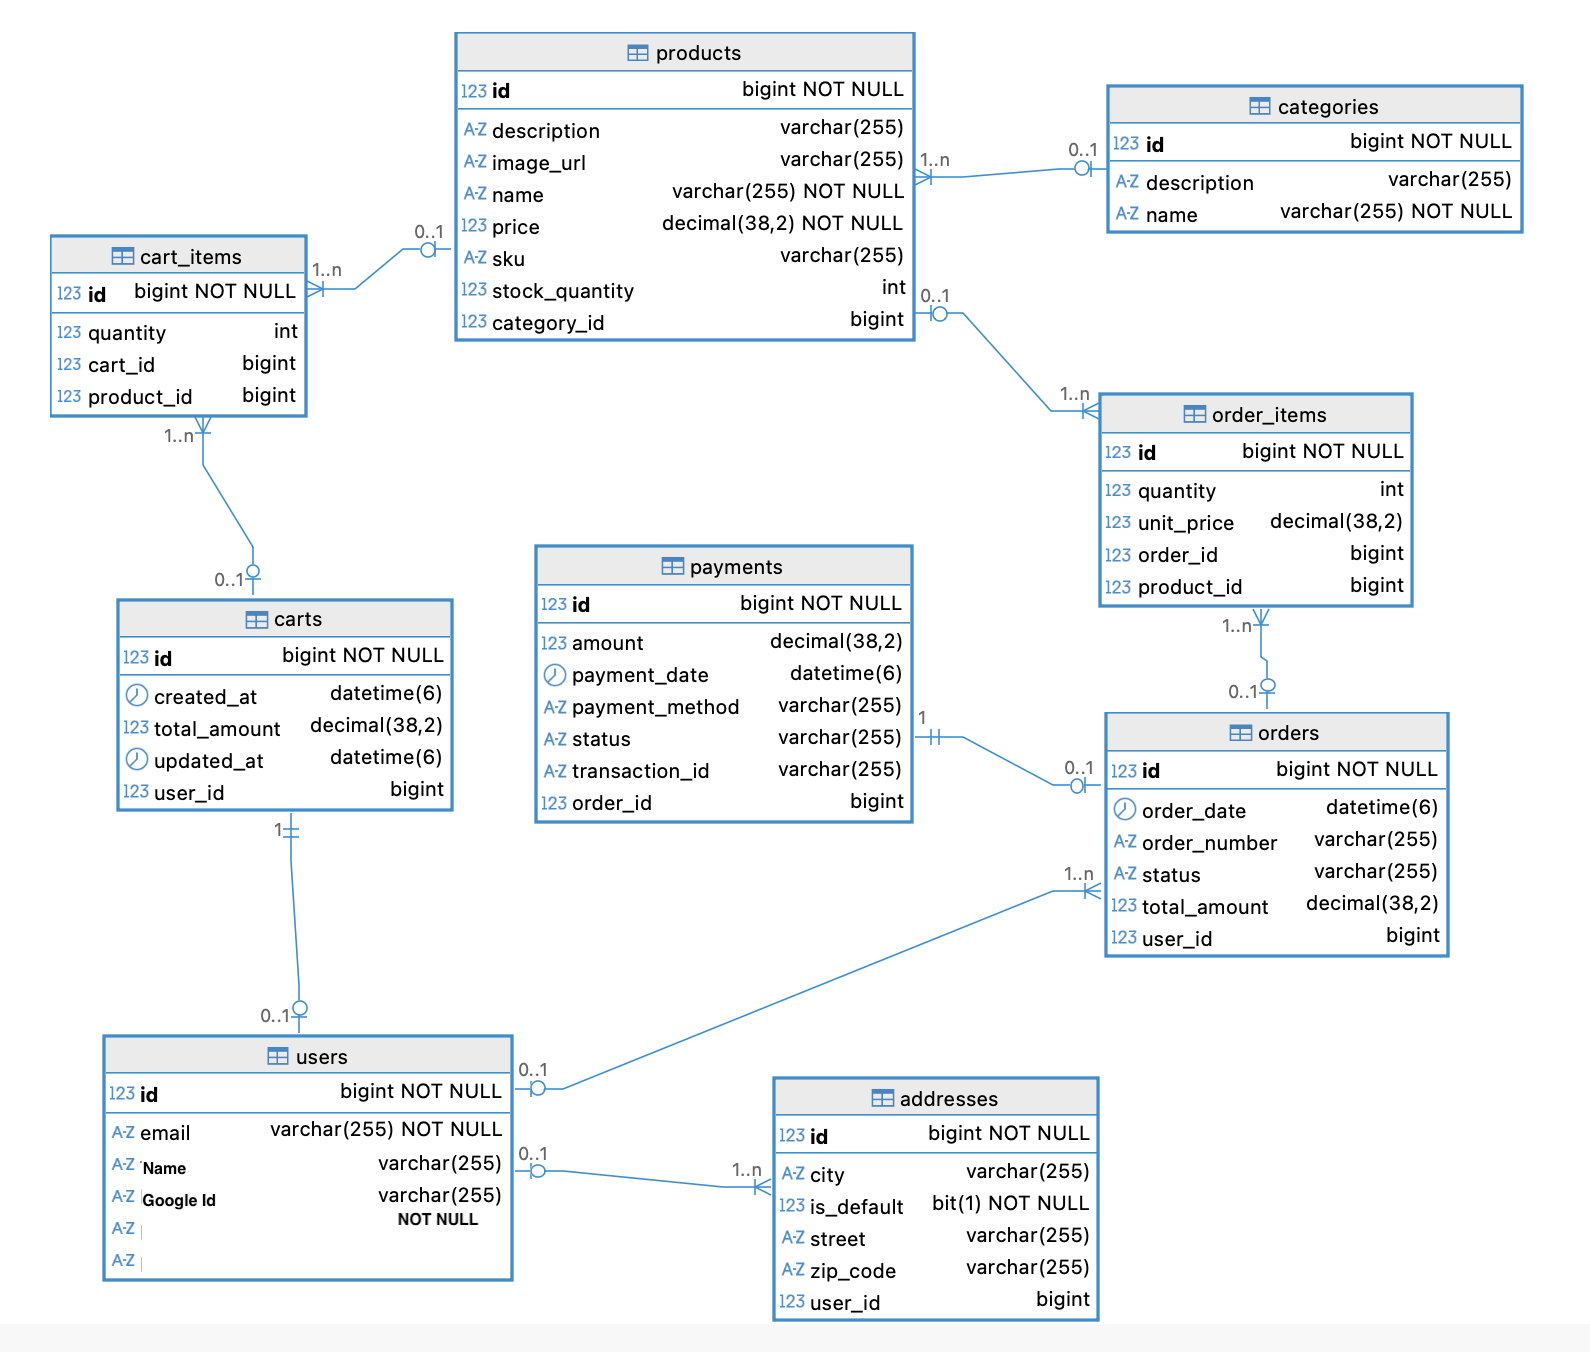 products
123 id bigint NOT NULL
A-Z description varchar(255)
A-Z image_url varchar(255)
A-Z name varchar(255) NOT NULL
123 price decimal(38,2) NOT NULL
A-Z sku varchar(255)
123 stock_quantity int
123 category_id bigint
categories
123 id bigint NOT NULL
A-Z description varchar(255)
A-Z name varchar(255) NOT NULL
1..n
0..1
0..1
1..n
cart_items
123 id bigint NOT NULL
123 quantity int
123 cart_id bigint
123 product_id bigint
0..1
1..n
order_items
123 id bigint NOT NULL
123 quantity int
123 unit_price decimal(38,2)
123 order_id bigint
123 product_id bigint
1..n
0..1
carts
123 id bigint NOT NULL
created_at datetime(6)
123 total_amount decimal(38,2)
updated_at datetime(6)
123 user_id bigint
payments
123 id bigint NOT NULL
123 amount decimal(38,2)
payment_date datetime(6)
A-Z payment_method varchar(255)
A-Z status varchar(255)
A-Z transaction_id varchar(255)
123 order_id bigint
1..n
0..1
orders
123 id bigint NOT NULL
order_date datetime(6)
A-Z order_number varchar(255)
A-Z status varchar(255)
123 total_amount decimal(38,2)
123 user_id bigint
1
0..1
1..n
1
0..1
users
123 id bigint NOT NULL
A-Z email varchar(255) NOT NULL
A-Z Name varchar(255)
A-Z Google Id varchar(255)
NOT NULL
A-Z
A-Z
0..1
0..1
1..n
addresses
123 id bigint NOT NULL
A-Z city varchar(255)
123 is_default bit(1) NOT NULL
A-Z street varchar(255)
A-Z zip_code varchar(255)
123 user_id bigint